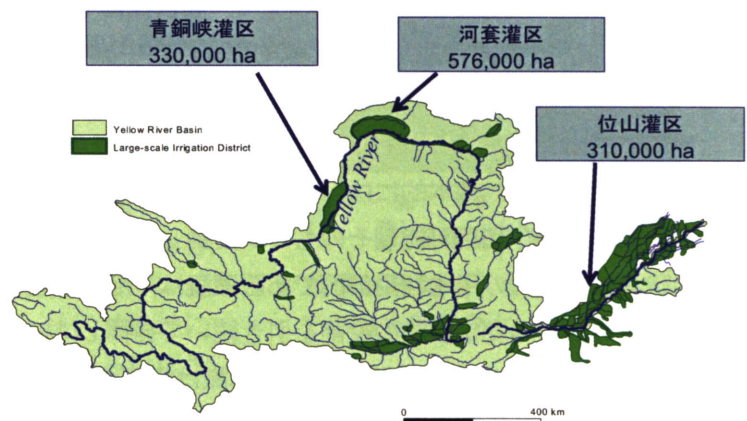 青銅峡灌区
330,000 ha
河套灌区
576,000 ha
位山灌区
310,000 ha
Yellow River Basin
Large-scale Irrigation District
Yellow River
0 400 km